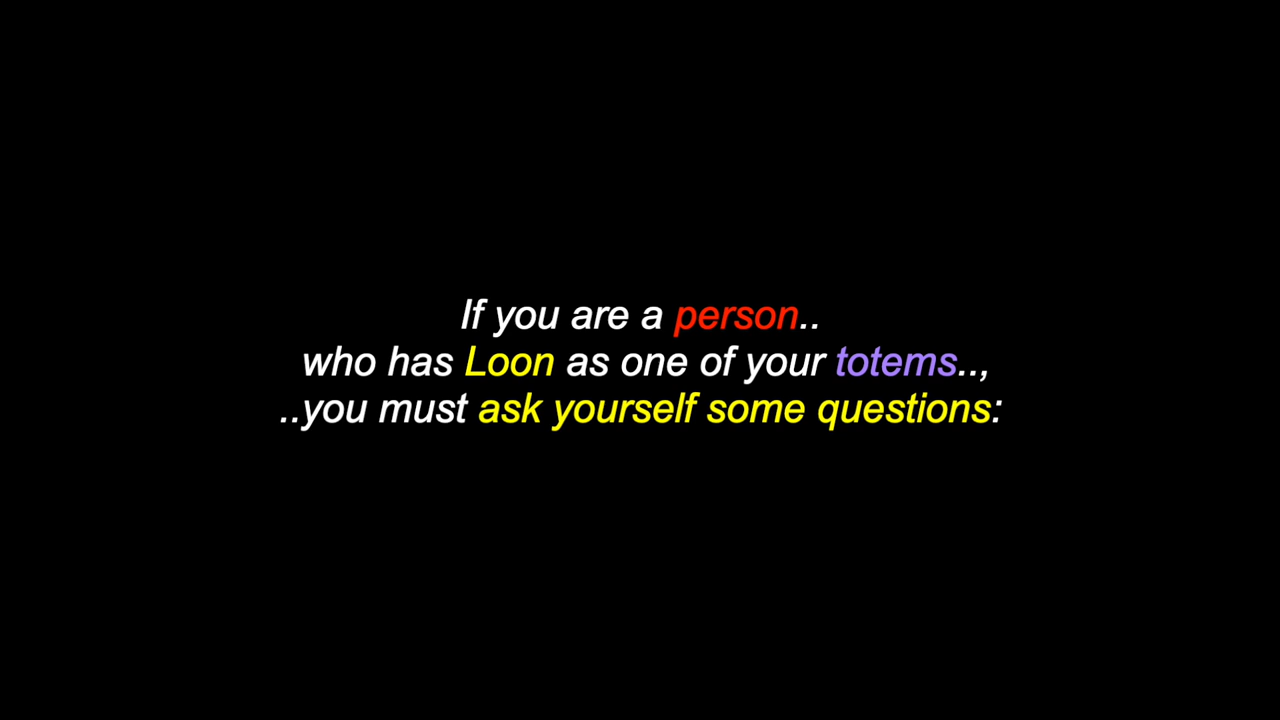 If you are a person..
who has Loon as one of your totems..,
..you must ask yourself some questions: